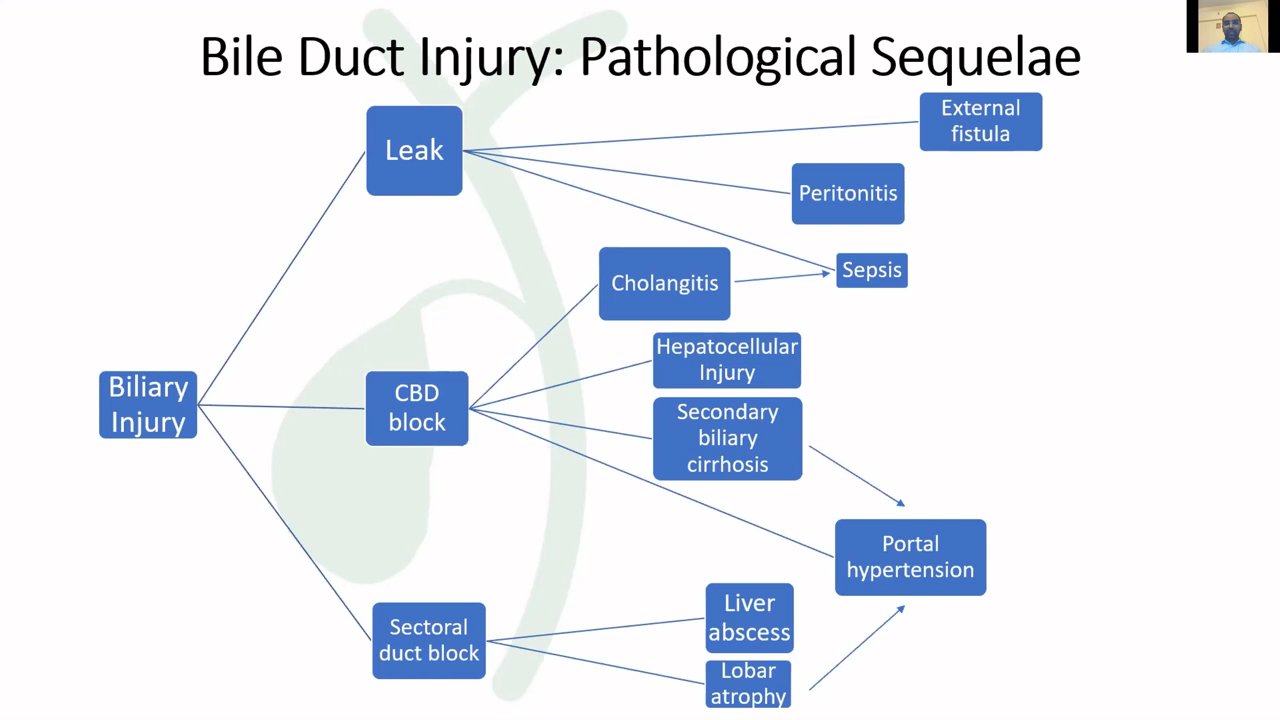 Bile Duct Injury: Pathological Sequelae
External
fistula
Leak
Peritonitis
Sepsis
Cholangitis
Hepatocellular
Injury
Biliary
Injury
CBD
block
Secondary
biliary
cirrhosis
Portal
hypertension
Liver
abscess
Sectoral
duct block
Lobar
atrophy